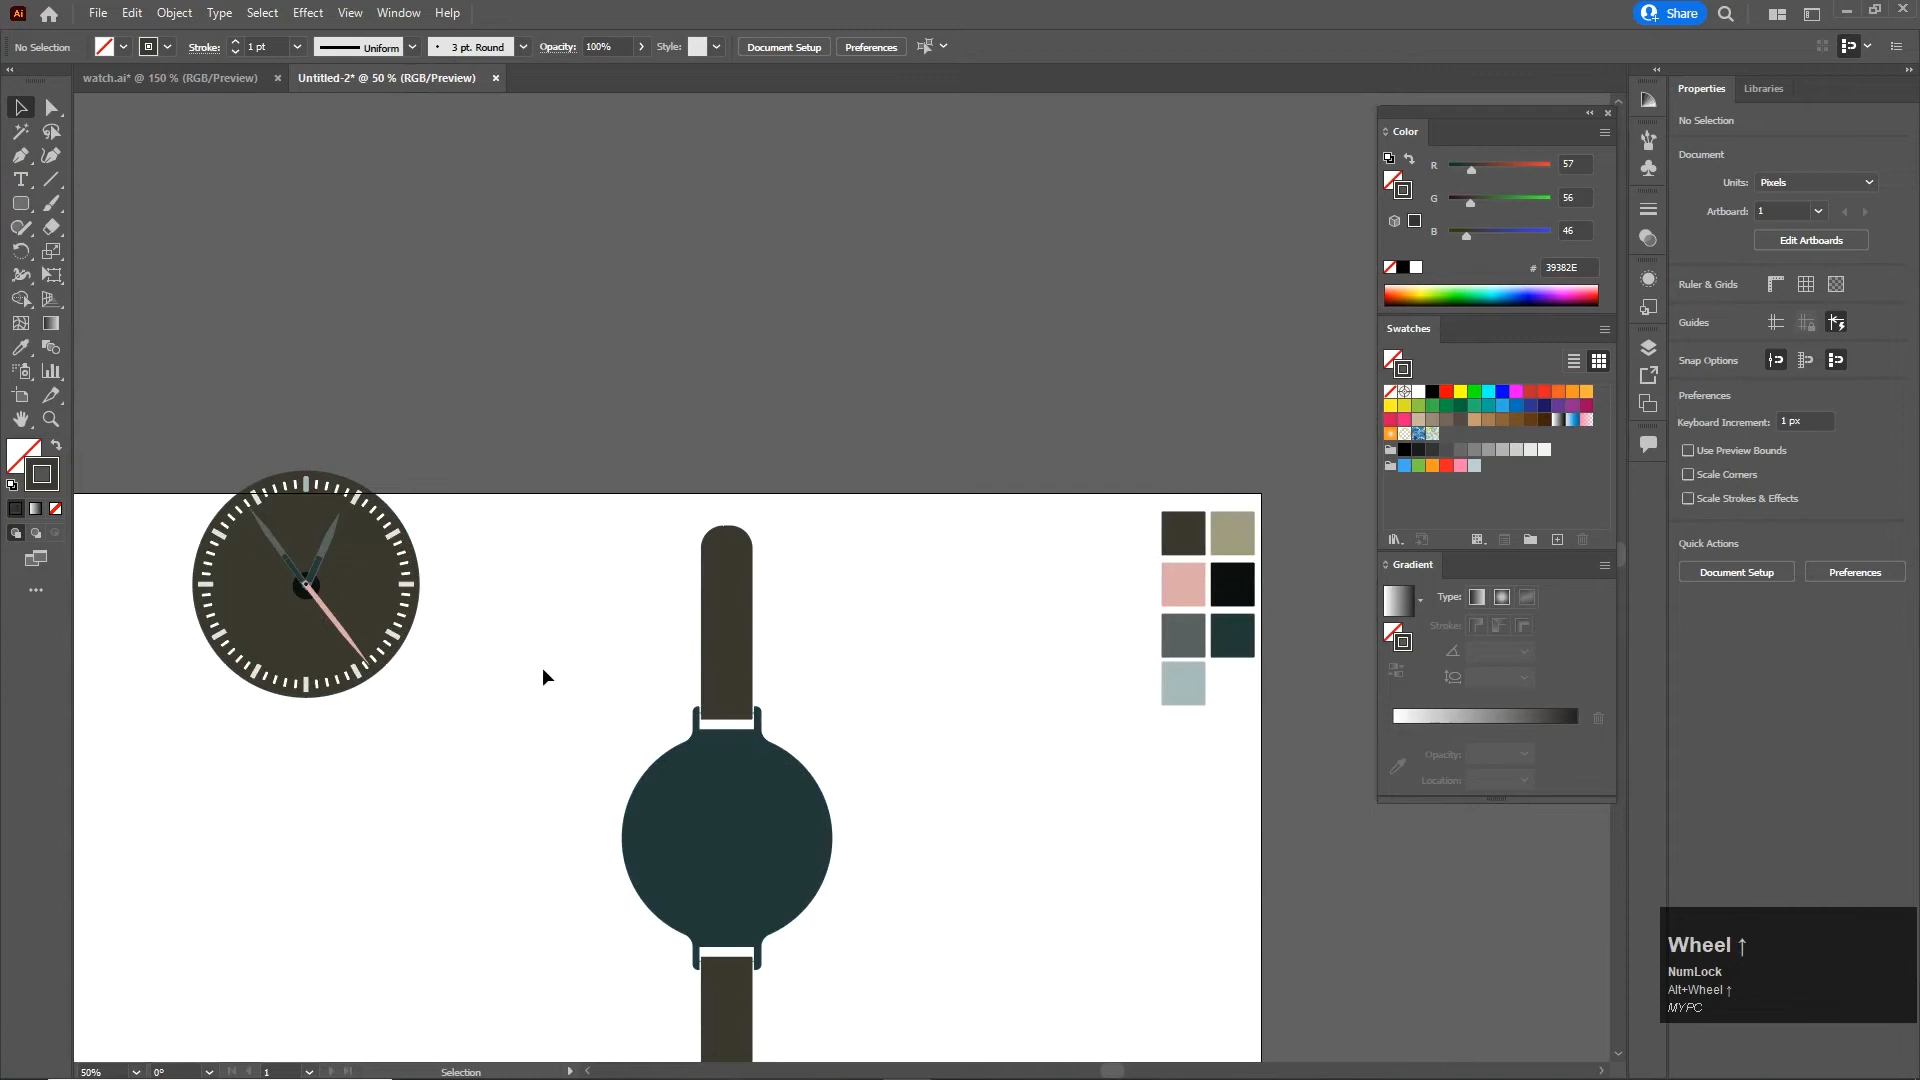 Ai File Edit Object Type Select Effect View Window Help Share
No Selection Stroke: 1 pt Uniform 3 pt. Round Opacity: 100% Style: Document Setup Preferences
watch.ai* @ 150 % (RGB/Preview) Untitled-2* @ 50 % (RGB/Preview)
Color
R 57
G 56
B 46
# 39382E
Swatches
Gradient
Type:
Stroke:
Opacity:
Location:
Properties Libraries
No Selection
Document
Units: Pixels
Artboard: 1
Edit Artboards
Ruler & Grids
Guides
Snap Options
Preferences
Keyboard Increment: 1 px
Use Preview Bounds
Scale Corners
Scale Strokes & Effects
Quick Actions
Document Setup Preferences
Wheel ↑
NumLock
Alt+Wheel ↑
MYPC
50% 0° 1 Selection